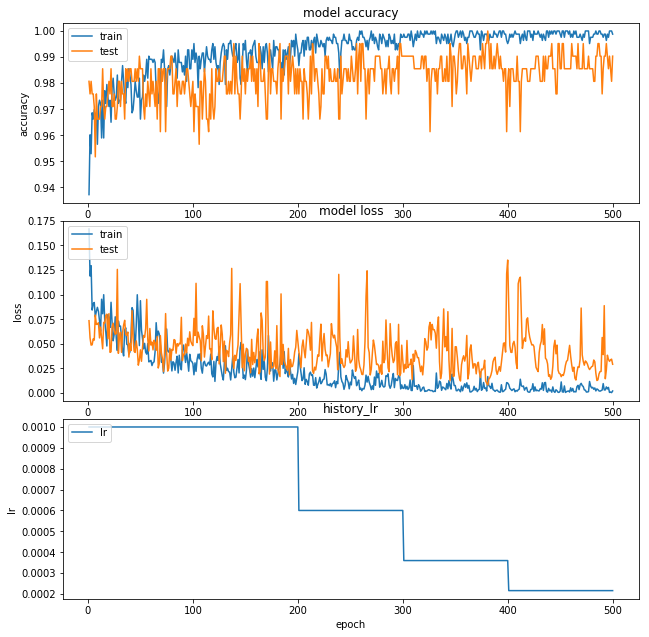 model accuracy
train
test
1.00
0.99
0.98
0.97
0.96
0.95
0.94
accuracy
0 100 200 300 400 500
model loss
train
test
0.175
0.150
0.125
0.100
0.075
0.050
0.025
0.000
loss
0 100 200 300 400 500
history_lr
lr
0.0010
0.0009
0.0008
0.0007
0.0006
0.0005
0.0004
0.0003
0.0002
lr
0 100 200 300 400 500
epoch